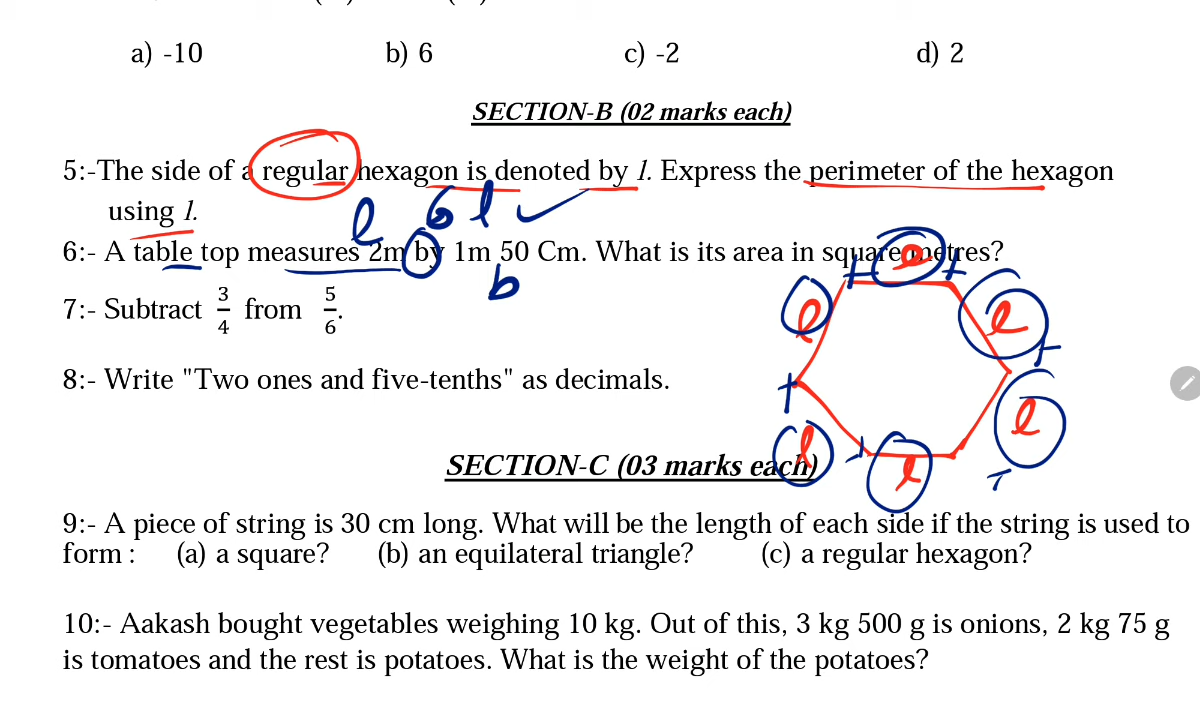 a) -10 b) 6 c) -2 d) 2
SECTION-B (02 marks each)
5:-The side of a regular hexagon is denoted by l. Express the perimeter of the hexagon
using l.
l 6l
6:- A table top measures 2m by 1m 50 Cm. What is its area in square metres?
b
7:- Subtract 3/4 from 5/6.
l l l
8:- Write "Two ones and five-tenths" as decimals.
l l l
SECTION-C (03 marks each)
9:- A piece of string is 30 cm long. What will be the length of each side if the string is used to
form : (a) a square? (b) an equilateral triangle? (c) a regular hexagon?
10:- Aakash bought vegetables weighing 10 kg. Out of this, 3 kg 500 g is onions, 2 kg 75 g
is tomatoes and the rest is potatoes. What is the weight of the potatoes?